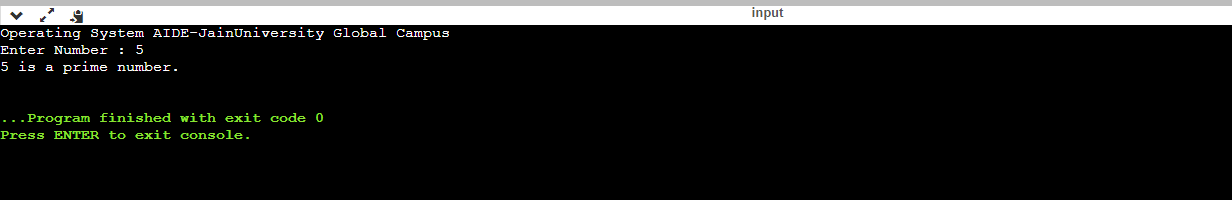 input
Operating System AIDE-JainUniversity Global Campus
Enter Number : 5
5 is a prime number.
...Program finished with exit code 0
Press ENTER to exit console.